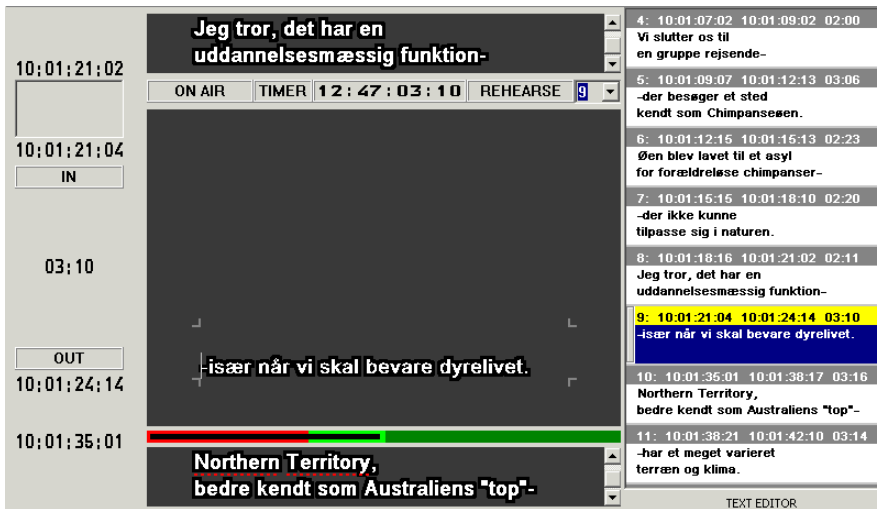 10:01:21:02
10:01:21:04
IN
03:10
OUT
10:01:24:14
10:01:35:01
Jeg tror, det har en
uddannelsesmæssig funktion-
ON AIR TIMER 12:47:03:10 REHEARSE 9
-især når vi skal bevare dyrelivet.
Northern Territory,
bedre kendt som Australiens "top"-
4: 10:01:07:02 10:01:09:02 02:00
Vi slutter os til
en gruppe rejsende-
5: 10:01:09:07 10:01:12:13 03:06
-der besøger et sted
kendt som Chimpanseøen.
6: 10:01:12:15 10:01:15:13 02:23
Øen blev lavet til et asyl
for forældreløse chimpanser-
7: 10:01:15:15 10:01:18:10 02:20
-der ikke kunne
tilpasse sig i naturen.
8: 10:01:18:16 10:01:21:02 02:11
Jeg tror, det har en
uddannelsesmæssig funktion-
9: 10:01:21:04 10:01:24:14 03:10
-især når vi skal bevare dyrelivet.
10: 10:01:35:01 10:01:38:17 03:16
Northern Territory,
bedre kendt som Australiens "top"-
11: 10:01:38:21 10:01:42:10 03:14
-har et meget varieret
terræn og klima.
TEXT EDITOR